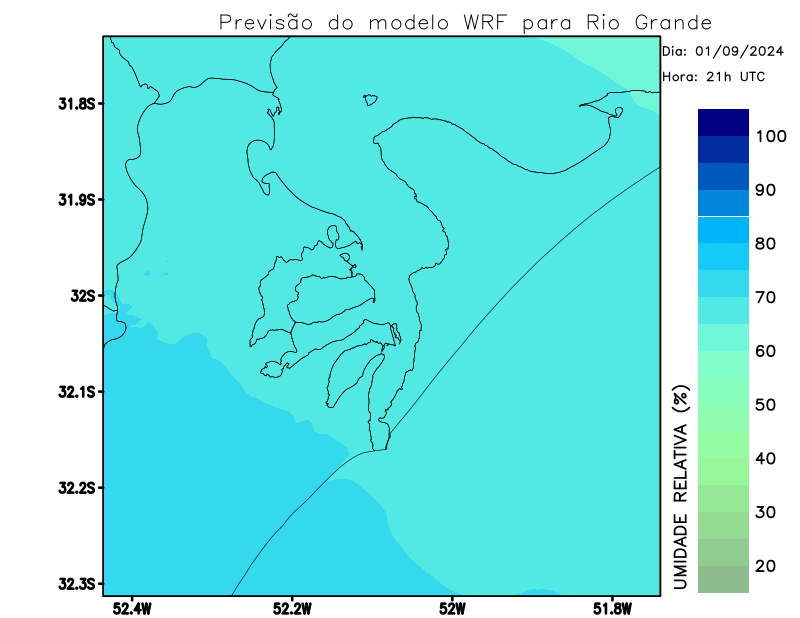 Previsão do modelo WRF para Rio Grande
Dia: 01/09/2024
Hora: 21h UTC
31.8S
31.9S
32S
32.1S
32.2S
32.3S
52.4W
52.2W
52W
51.8W
100
90
80
70
60
50
40
30
20
UMIDADE RELATIVA (%)